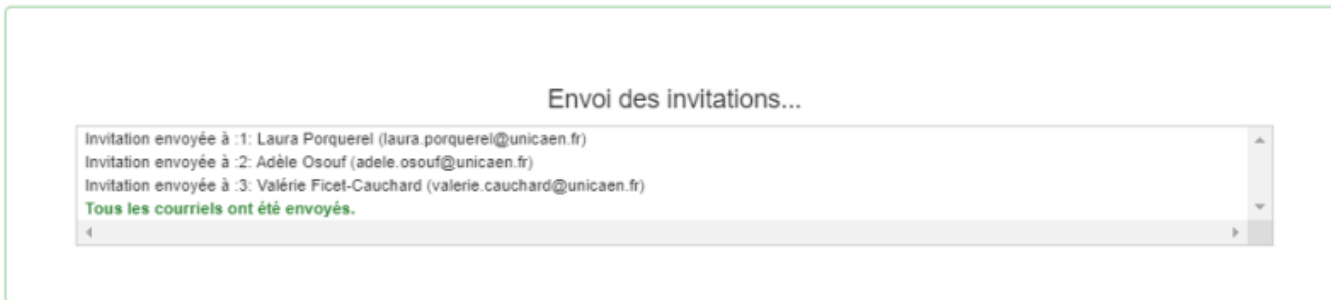 Envoi des invitations...
Invitation envoyée à :1: Laura Porquerel (laura.porquerel@unicaen.fr)
Invitation envoyée à :2: Adèle Osouf (adele.osouf@unicaen.fr)
Invitation envoyée à :3: Valérie Ficet-Cauchard (valerie.cauchard@unicaen.fr)
Tous les courriels ont été envoyés.